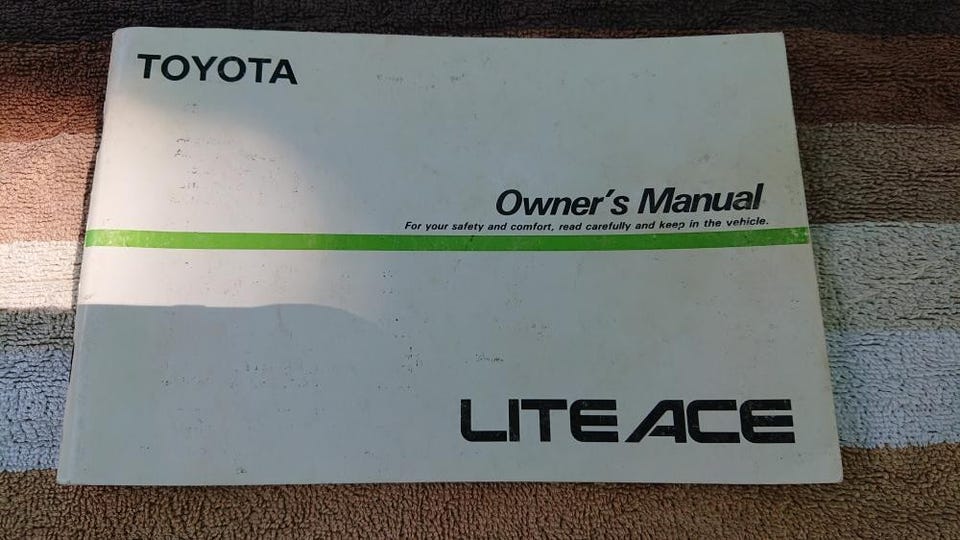 TOYOTA
Owner's Manual
For your safety and comfort, read carefully and keep in the vehicle.
LITE ACE